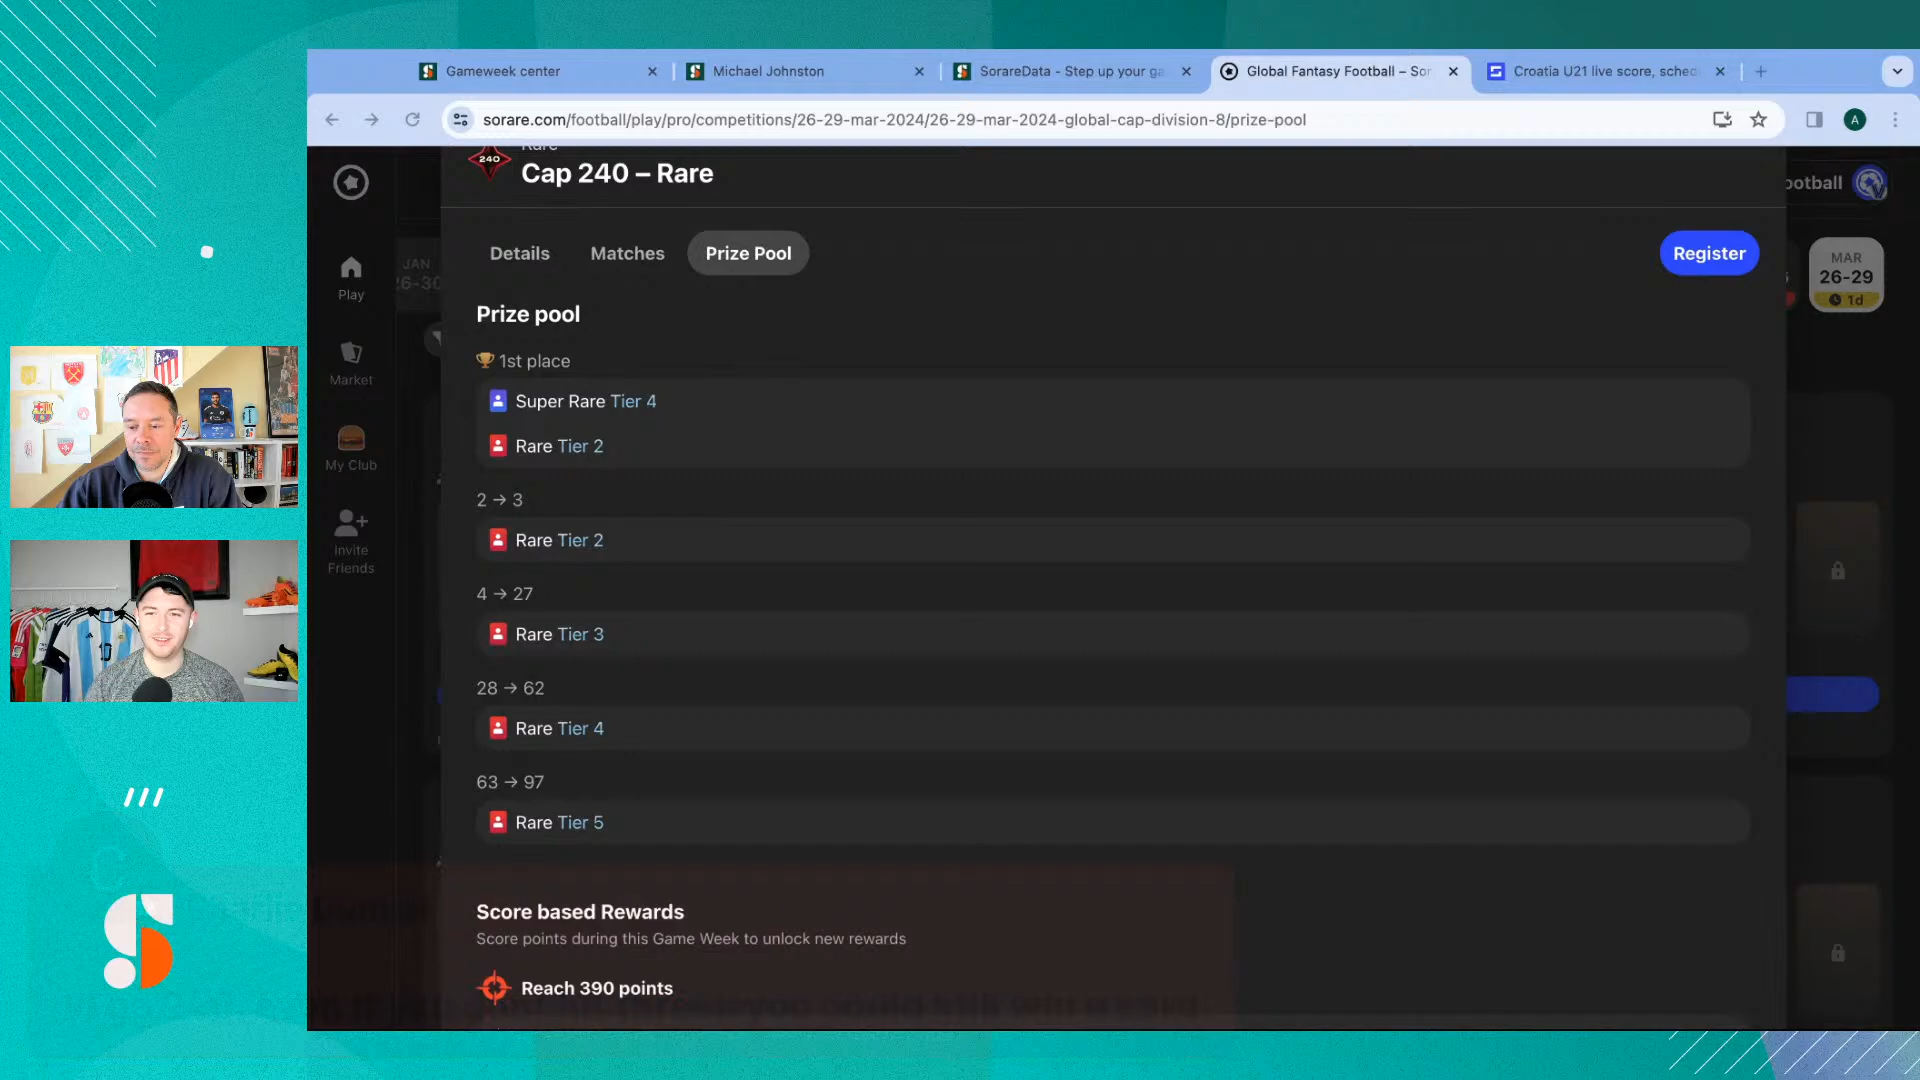 Gameweek center
Michael Johnston
SorareData - Step up your ga
Global Fantasy Football – Sor
Croatia U21 live score, sched
sorare.com/football/play/pro/competitions/26-29-mar-2024/26-29-mar-2024-global-cap-division-8/prize-pool
A
240
Rare
Cap 240 – Rare
ootball
Details
Matches
Prize Pool
Register
JAN
26-30
MAR
26-29
1d
Play
Market
My Club
Invite
Friends
Prize pool
1st place
Super Rare Tier 4
Rare Tier 2
2 → 3
Rare Tier 2
4 → 27
Rare Tier 3
28 → 62
Rare Tier 4
63 → 97
Rare Tier 5
Score based Rewards
Score points during this Game Week to unlock new rewards
Reach 390 points